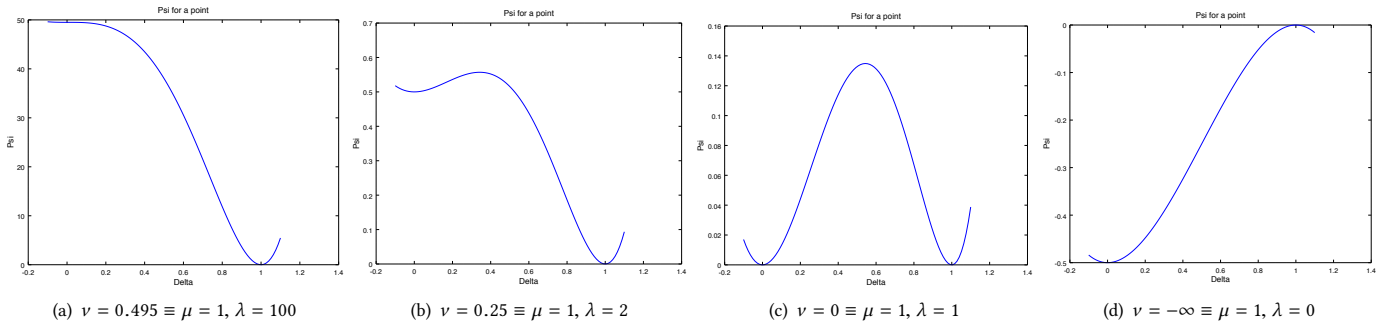 Psi for a point
50
40
30
20
10
0
-0.2 0 0.2 0.4 0.6 0.8 1 1.2 1.4
Delta
Psi
(a) ν = 0.495 ≡ μ = 1, λ = 100
Psi for a point
0.7
0.6
0.5
0.4
0.3
0.2
0.1
0
-0.2 0 0.2 0.4 0.6 0.8 1 1.2 1.4
Delta
Psi
(b) ν = 0.25 ≡ μ = 1, λ = 2
Psi for a point
0.16
0.14
0.12
0.1
0.08
0.06
0.04
0.02
0
-0.2 0 0.2 0.4 0.6 0.8 1 1.2 1.4
Delta
Psi
(c) ν = 0 ≡ μ = 1, λ = 1
Psi for a point
0
-0.1
-0.2
-0.3
-0.4
-0.5
-0.2 0 0.2 0.4 0.6 0.8 1 1.2 1.4
Delta
Psi
(d) ν = −∞ ≡ μ = 1, λ = 0